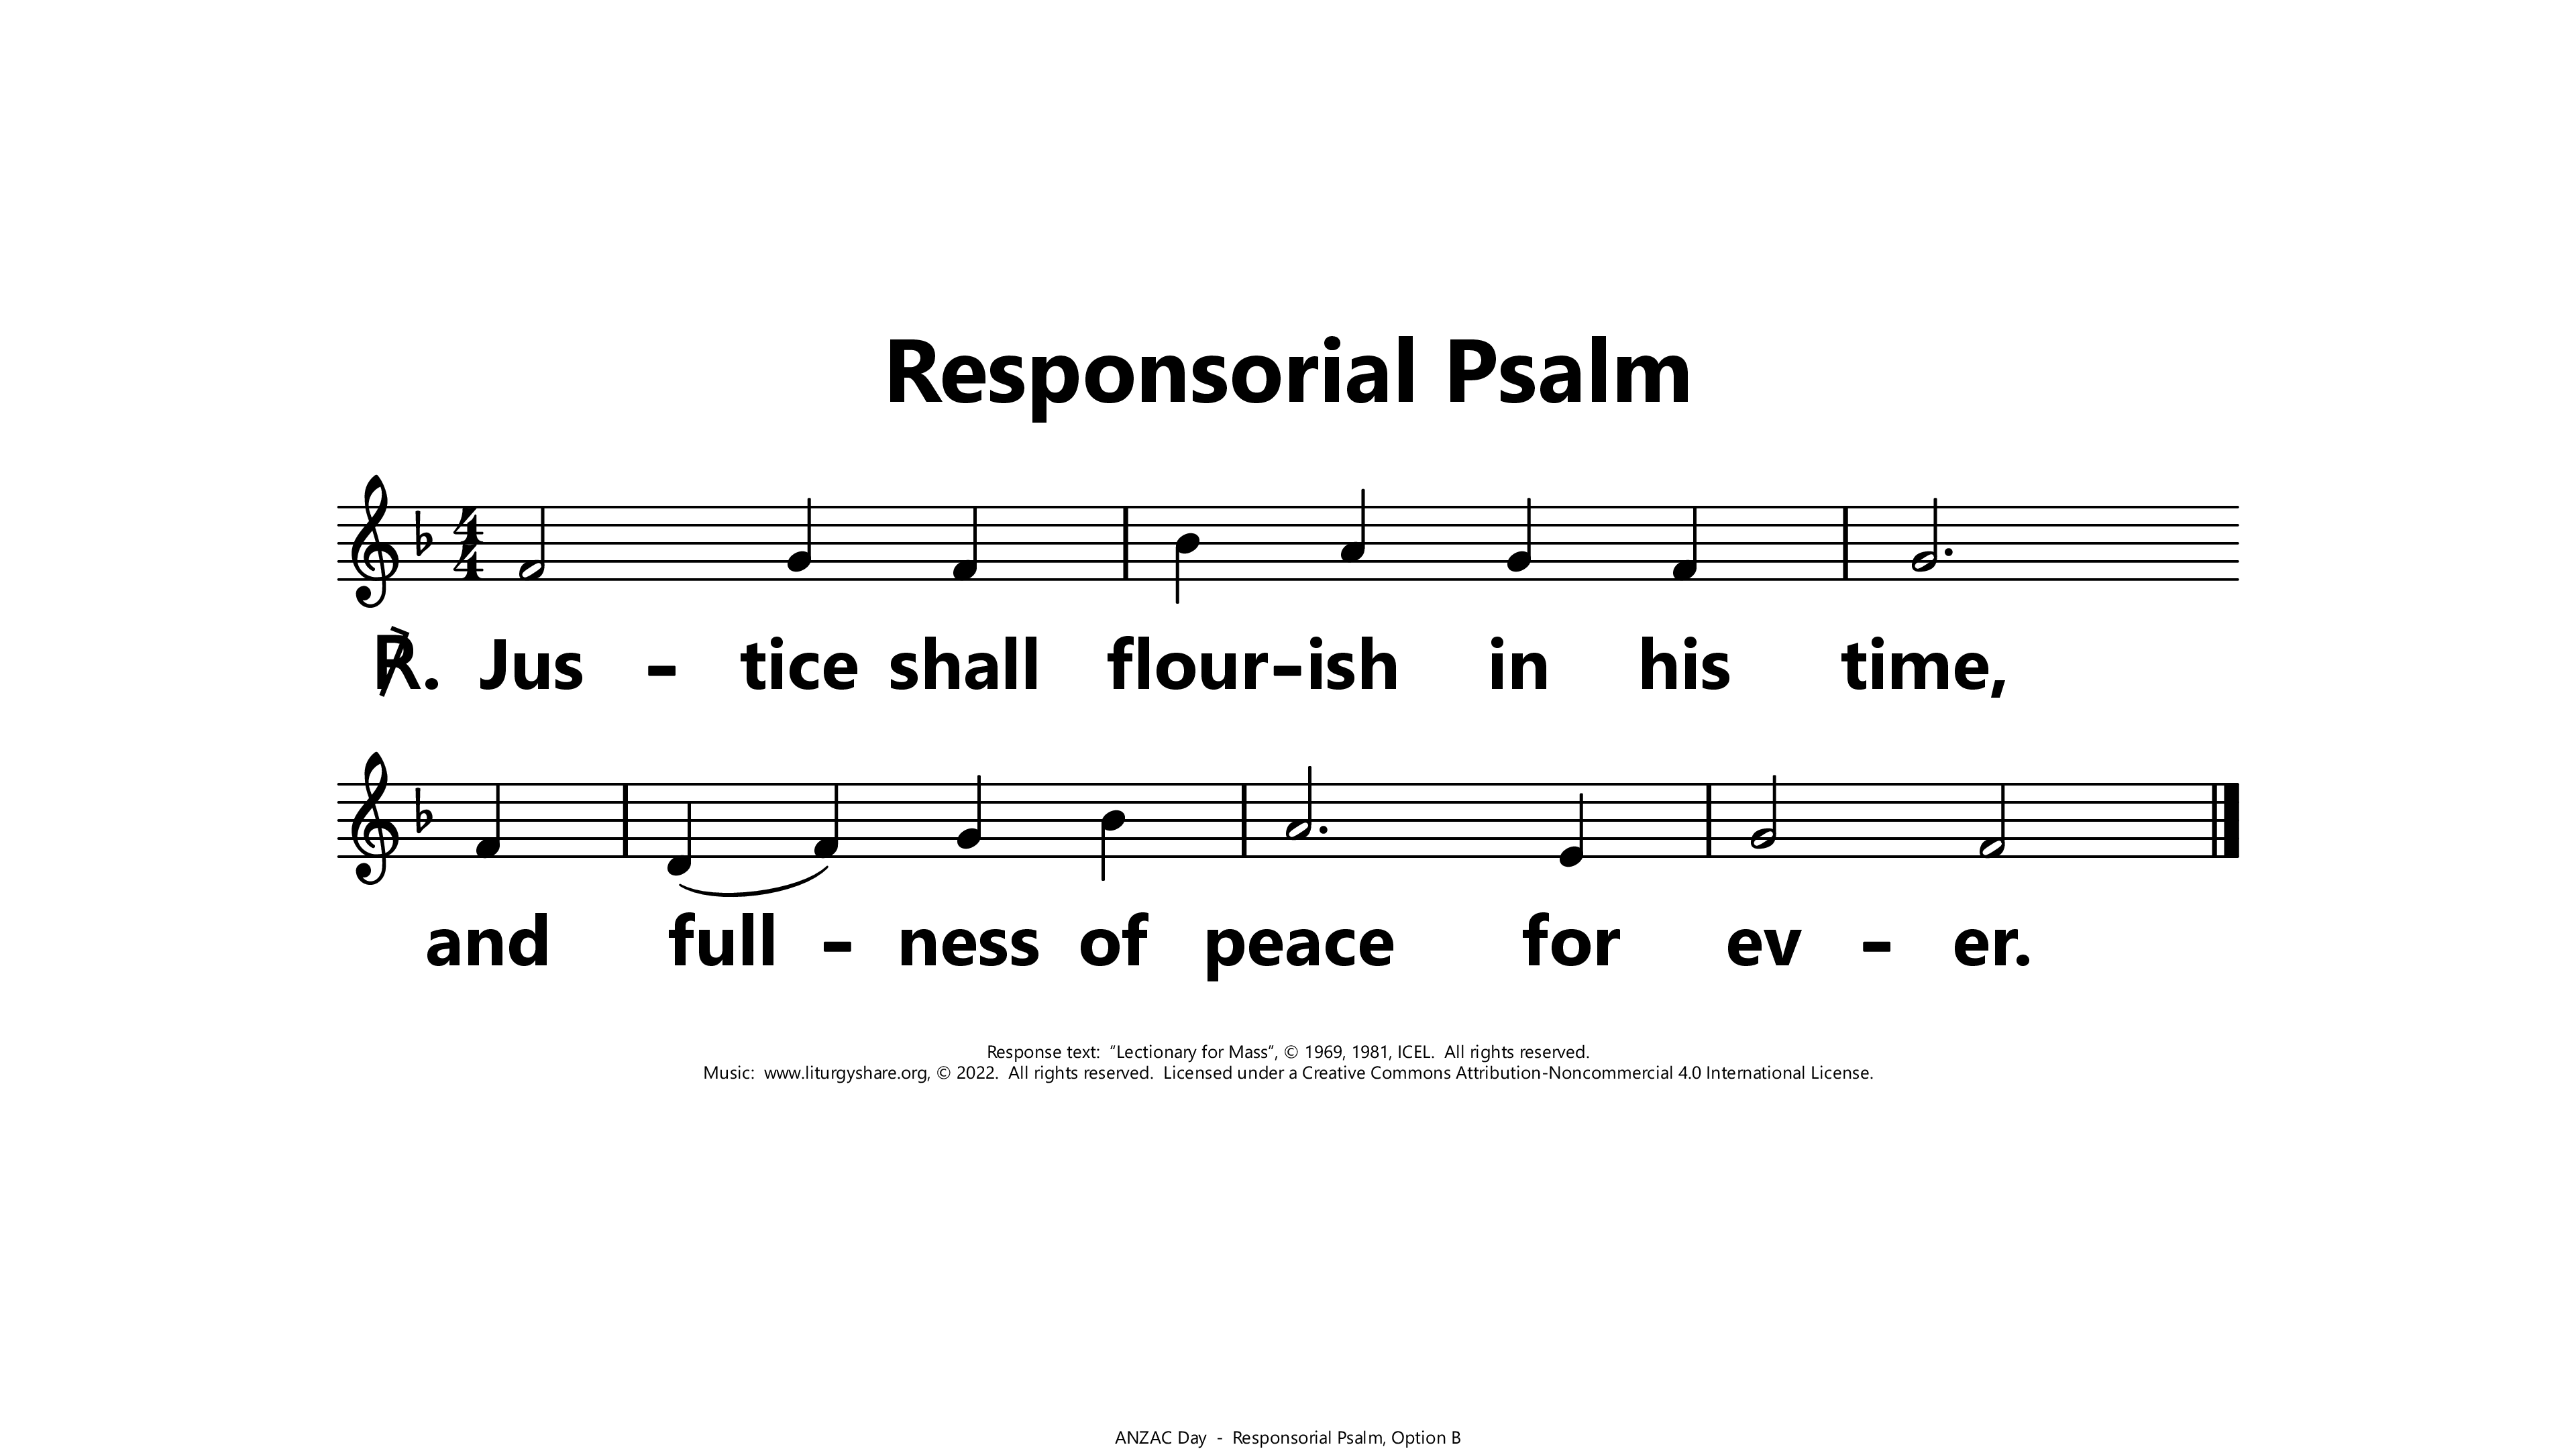 Responsorial Psalm
4
4
℟. Jus - tice shall flour-ish in his time,
and full - ness of peace for ev - er.
Response text:  “Lectionary for Mass”, © 1969, 1981, ICEL.  All rights reserved.
Music:  www.liturgyshare.org, © 2022.  All rights reserved.  Licensed under a Creative Commons Attribution-Noncommercial 4.0 International License.
ANZAC Day  -  Responsorial Psalm, Option B